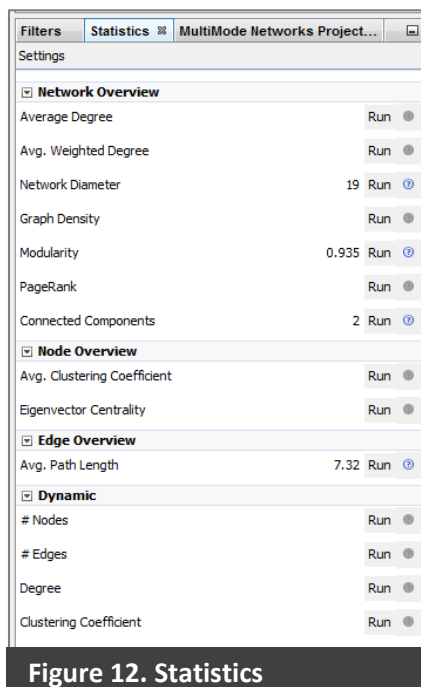 Filters Statistics MultiMode Networks Project...
Settings
Network Overview
Average Degree Run
Avg. Weighted Degree Run
Network Diameter 19 Run
Graph Density Run
Modularity 0.935 Run
PageRank Run
Connected Components 2 Run
Node Overview
Avg. Clustering Coefficient Run
Eigenvector Centrality Run
Edge Overview
Avg. Path Length 7.32 Run
Dynamic
# Nodes Run
# Edges Run
Degree Run
Clustering Coefficient Run
Figure 12. Statistics